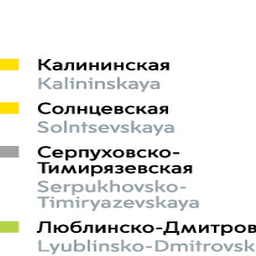 Калининская
Kalininskaya
Солнцевская
Solntsevskaya
Серпуховско-
Тимирязевская
Serpukhovsko-
Timiryazevskaya
Люблинско-Дмитров
Lyublinsko-Dmitrovsk